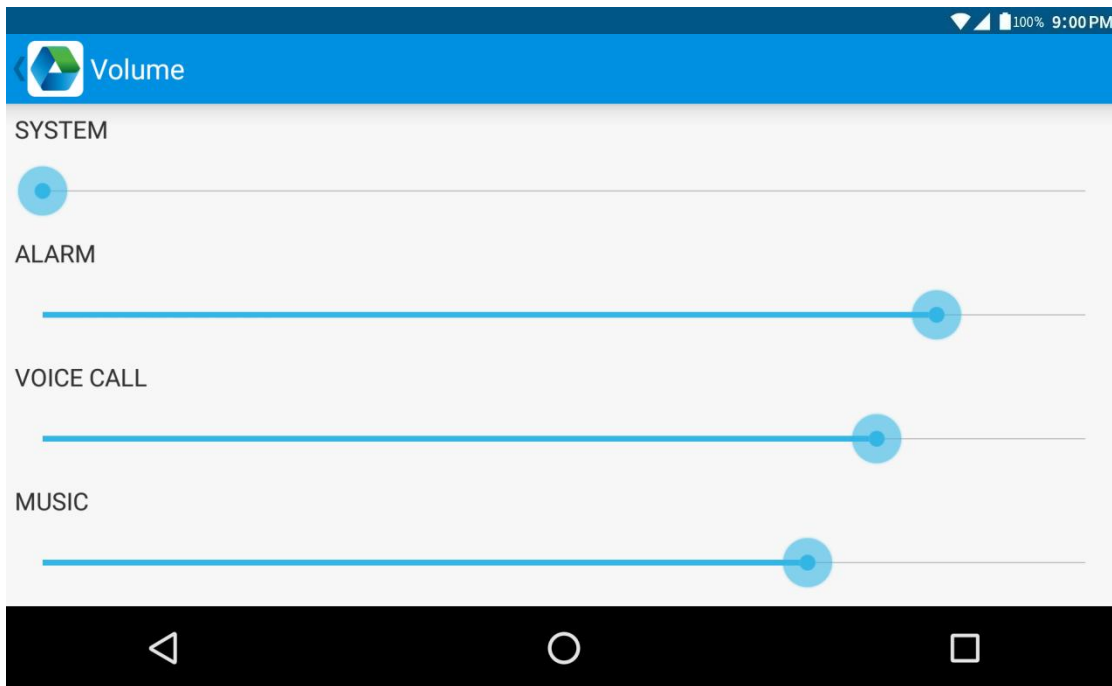 100% 9:00 PM
Volume
SYSTEM
ALARM
VOICE CALL
MUSIC